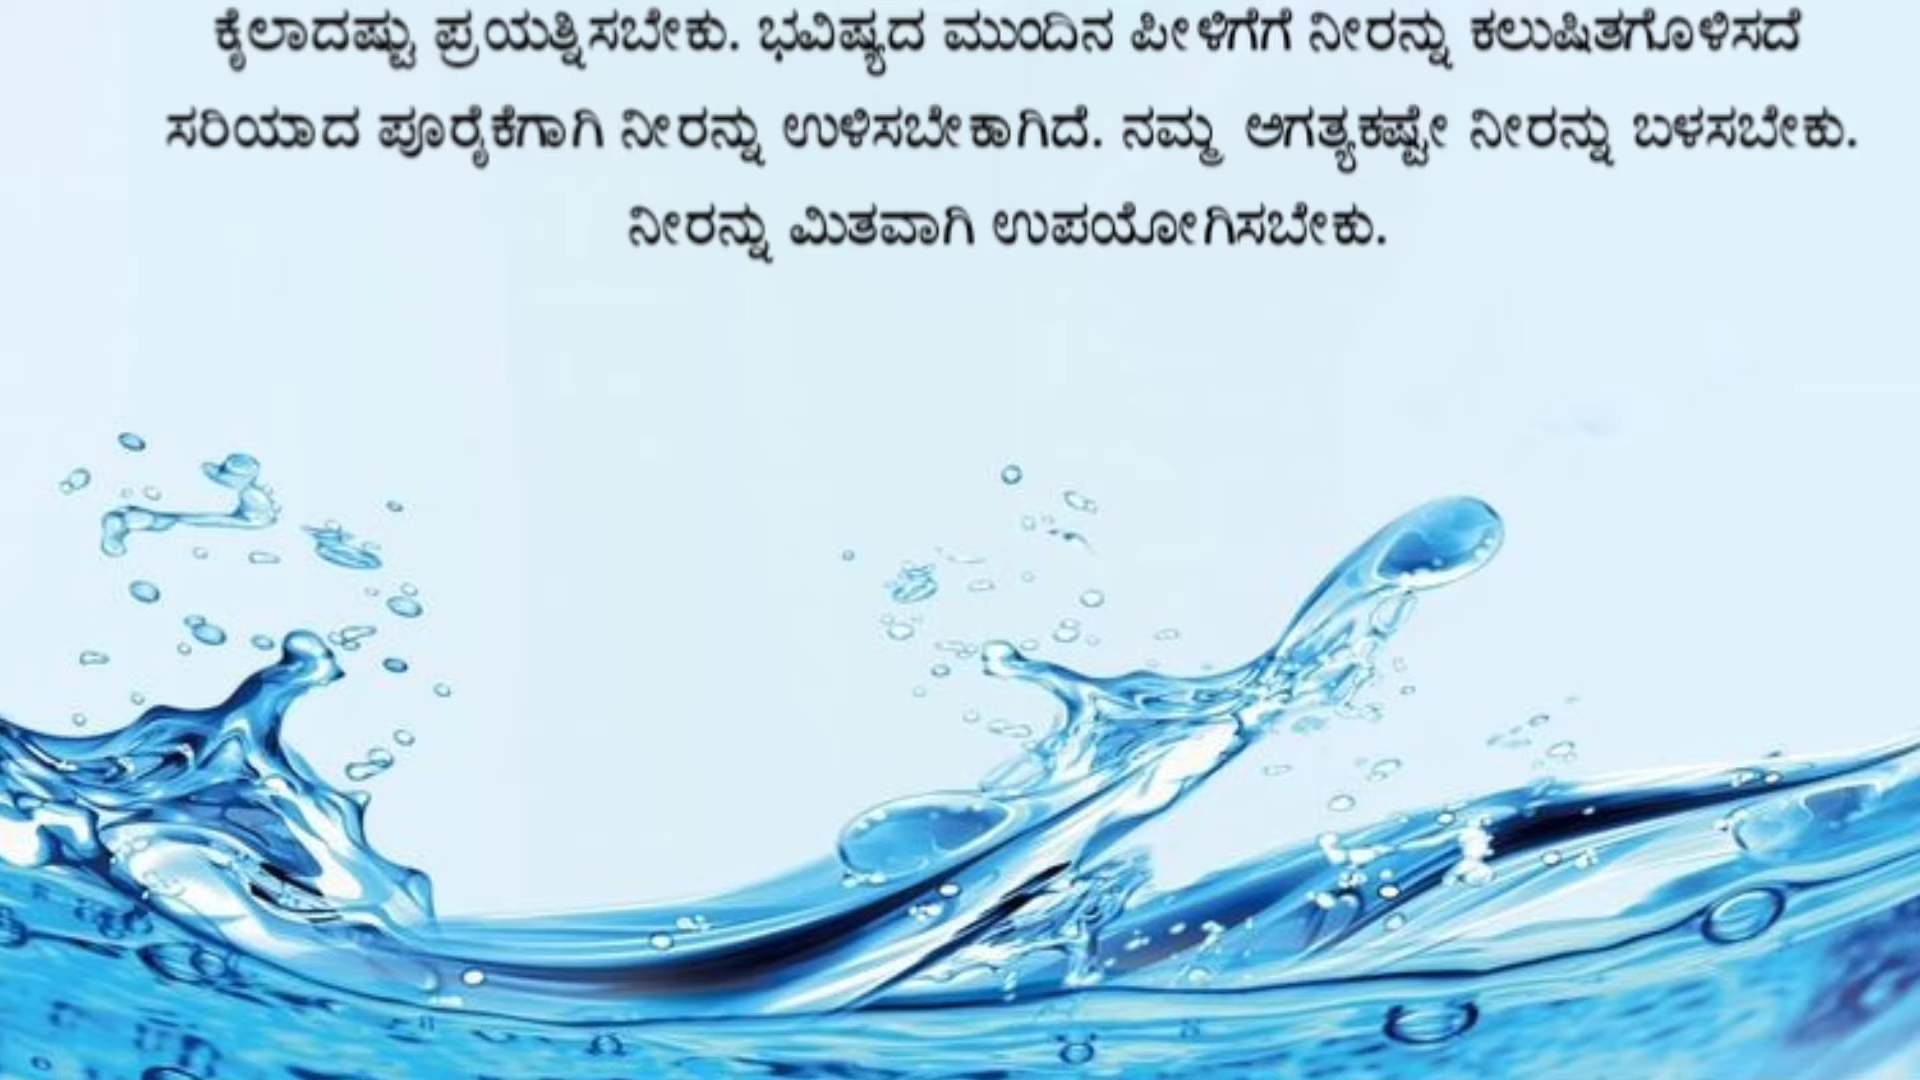 ಕೈಲಾದಷ್ಟು ಪ್ರಯತ್ನಿಸಬೇಕು. ಭವಿಷ್ಯದ ಮುಂದಿನ ಪೀಳಿಗೆಗೆ ನೀರನ್ನು ಕಲುಷಿತಗೊಳಿಸದೆ
ಸರಿಯಾದ ಪೂರೈಕೆಗಾಗಿ ನೀರನ್ನು ಉಳಿಸಬೇಕಾಗಿದೆ. ನಮ್ಮ ಅಗತ್ಯಕಷ್ಟೇ ನೀರನ್ನು ಬಳಸಬೇಕು.
ನೀರನ್ನು ಮಿತವಾಗಿ ಉಪಯೋಗಿಸಬೇಕು.